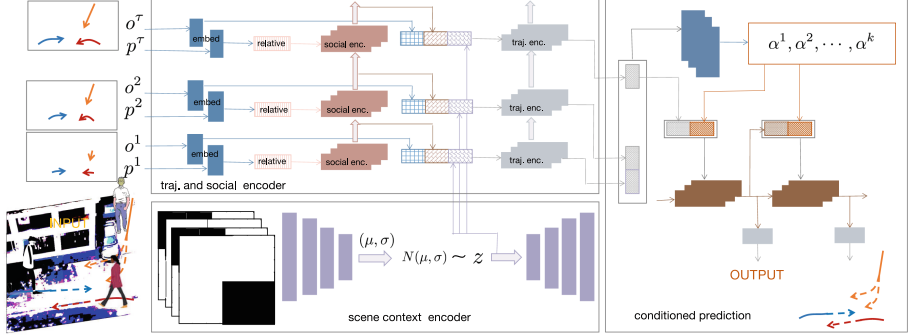 o^τ
p^τ
embed
relative
social enc.
traj. enc.
o^2
p^2
embed
relative
social enc.
traj. enc.
o^1
p^1
embed
relative
social enc.
traj. enc.
traj. and social encoder
INPUT
(μ, σ)
N(μ, σ) ~ z
scene context encoder
α^1, α^2, ⋯, α^k
OUTPUT
conditioned prediction